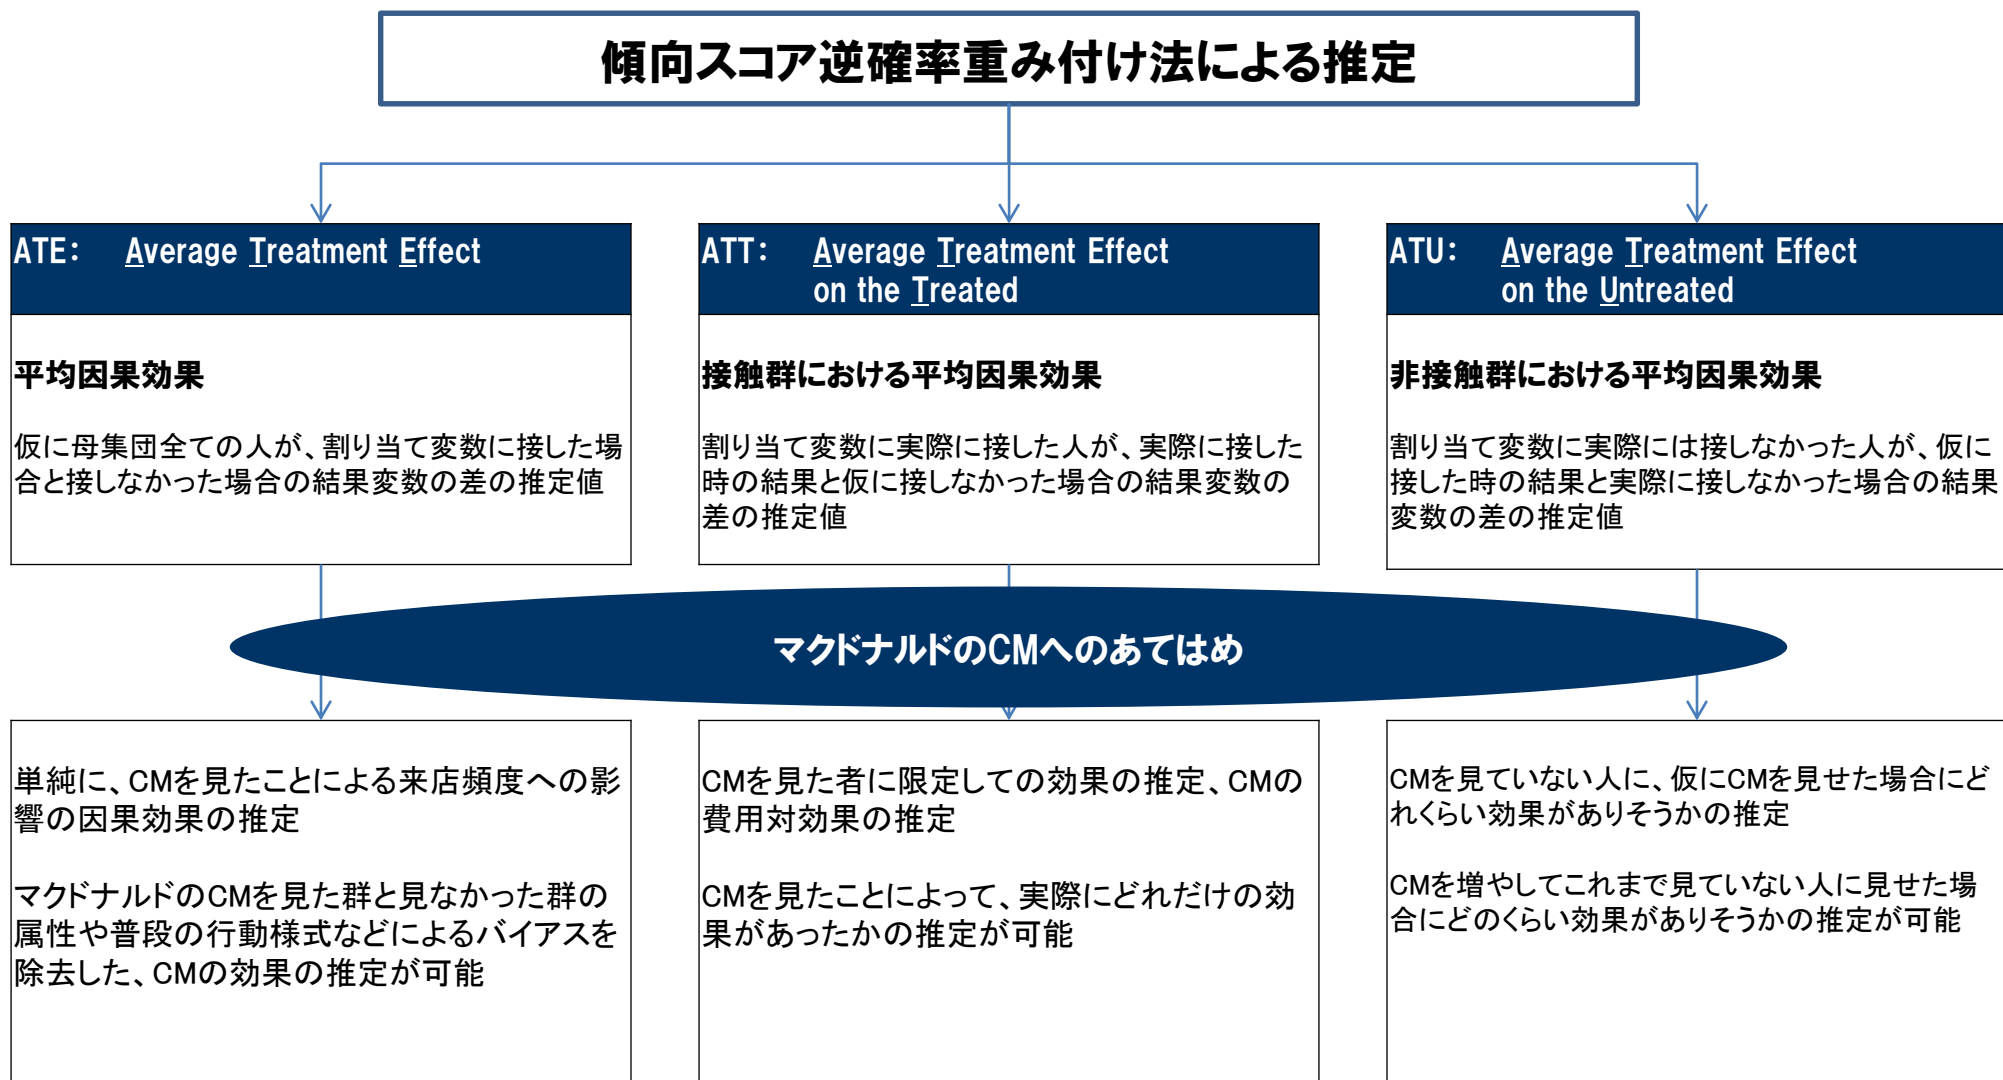 傾向スコア逆確率重み付け法による推定
ATE： Average Treatment Effect
平均因果効果
仮に母集団全ての人が、割り当て変数に接した場
合と接しなかった場合の結果変数の差の推定値
ATT： Average Treatment Effect
on the Treated
接触群における平均因果効果
割り当て変数に実際に接した人が、実際に接した
時の結果と仮に接しなかった場合の結果変数の
差の推定値
ATU： Average Treatment Effect
on the Untreated
非接触群における平均因果効果
割り当て変数に実際には接しなかった人が、仮に
接した時の結果と実際に接しなかった場合の結果
変数の差の推定値
マクドナルドのCMへのあてはめ
単純に、CMを見たことによる来店頻度への影
響の因果効果の推定
マクドナルドのCMを見た群と見なかった群の
属性や普段の行動様式などによるバイアスを
除去した、CMの効果の推定が可能
CMを見た者に限定しての効果の推定、CMの
費用対効果の推定
CMを見たことによって、実際にどれだけの効
果があったかの推定が可能
CMを見ていない人に、仮にCMを見せた場合にど
れくらい効果がありそうかの推定
CMを増やしてこれまで見ていない人に見せた場
合にどのくらい効果がありそうかの推定が可能